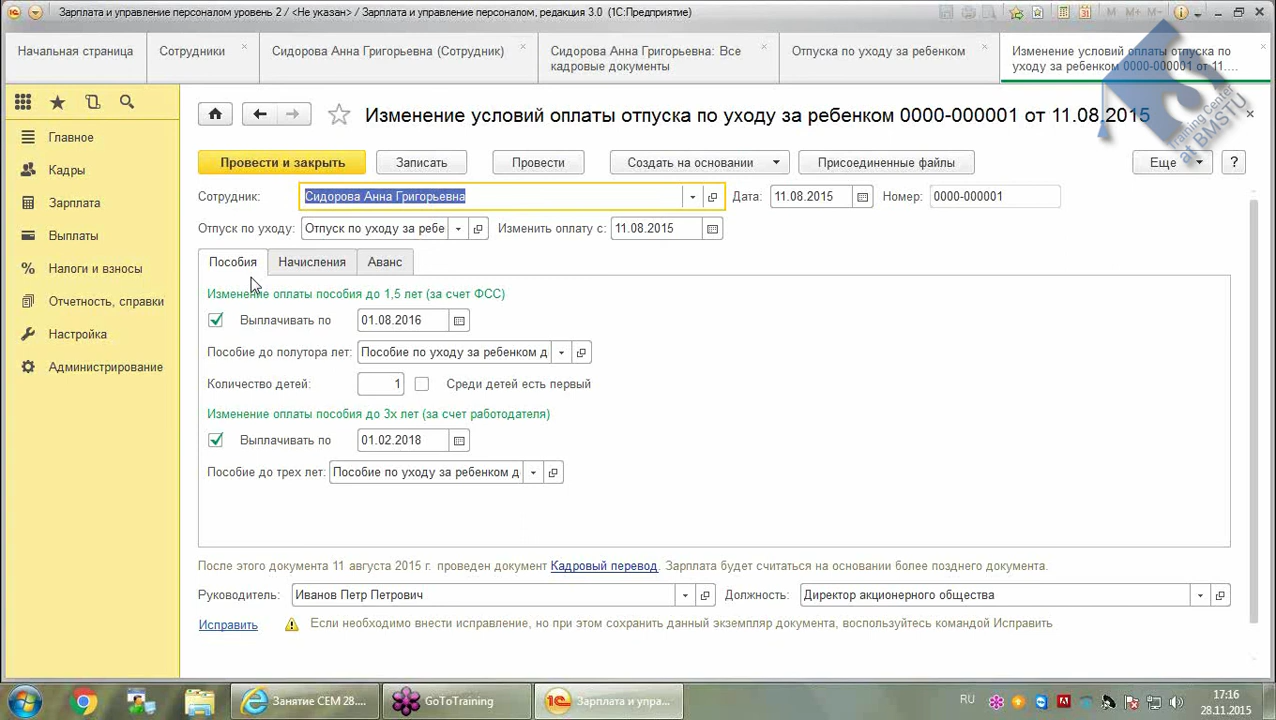 Зарплата и управление персоналом уровень 2 / <Не указан> / Зарплата и управление персоналом, редакция 3.0 (1С:Предприятие)
M M+ M-
Начальная страница
Сотрудники
Сидорова Анна Григорьевна (Сотрудник)
Сидорова Анна Григорьевна: Все
кадровые документы
Отпуска по уходу за ребенком
Изменение условий оплаты отпуска по
уходу за ребенком 0000-000001 от 11....
Training Center
at BMSTU
Главное
Кадры
Зарплата
Выплаты
Налоги и взносы
Отчетность, справки
Настройка
Администрирование
Изменение условий оплаты отпуска по уходу за ребенком 0000-000001 от 11.08.2015
Провести и закрыть Записать Провести Создать на основании Присоединенные файлы Еще ?
Сотрудник: Сидорова Анна Григорьевна Дата: 11.08.2015 Номер: 0000-000001
Отпуск по уходу: Отпуск по уходу за ребе Изменить оплату с: 11.08.2015
Пособия Начисления Аванс
Изменение оплаты пособия до 1,5 лет (за счет ФСС)
Выплачивать по 01.08.2016
Пособие до полутора лет: Пособие по уходу за ребенком д
Количество детей: 1 Среди детей есть первый
Изменение оплаты пособия до 3х лет (за счет работодателя)
Выплачивать по 01.02.2018
Пособие до трех лет: Пособие по уходу за ребенком д
После этого документа 11 августа 2015 г. проведен документ Кадровый перевод. Зарплата будет считаться на основании более позднего документа.
Руководитель: Иванов Петр Петрович Должность: Директор акционерного общества
Исправить Если необходимо внести исправление, но при этом сохранить данный экземпляр документа, воспользуйтесь командой Исправить
Занятие СЕМ 28.... GoToTraining Зарплата и упра... RU 17:16
28.11.2015